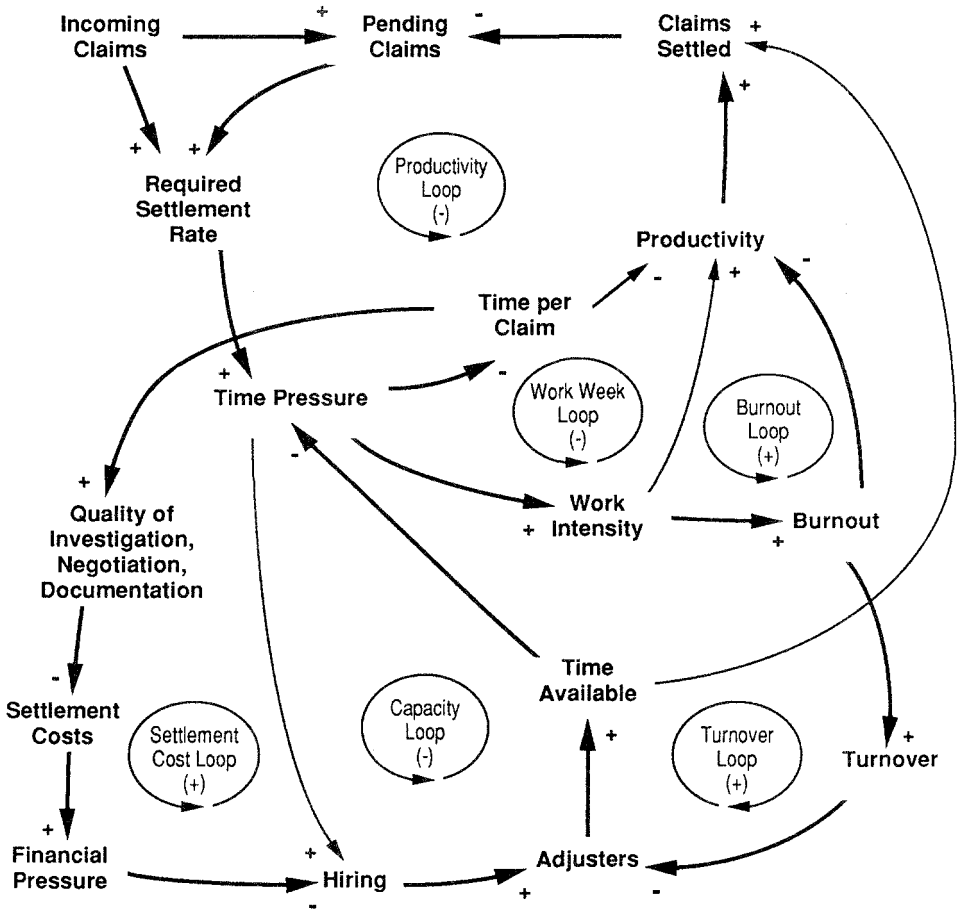 Incoming
Claims
+
Pending
Claims
-
Claims
Settled
+
+
+
+
Required
Settlement
Rate
Productivity
Loop
(-)
Productivity
-
+
-
Time per
Claim
+
Time Pressure
-
-
Work Week
Loop
(-)
Burnout
Loop
(+)
+
Quality of
Investigation,
Negotiation,
Documentation
Work
+ Intensity
Burnout
+
-
Settlement
Costs
Time
Available
Settlement
Cost Loop
(+)
Capacity
Loop
(-)
+
Turnover
Loop
(+)
+
Turnover
+
Financial
Pressure
+
Hiring
-
Adjusters
+
-